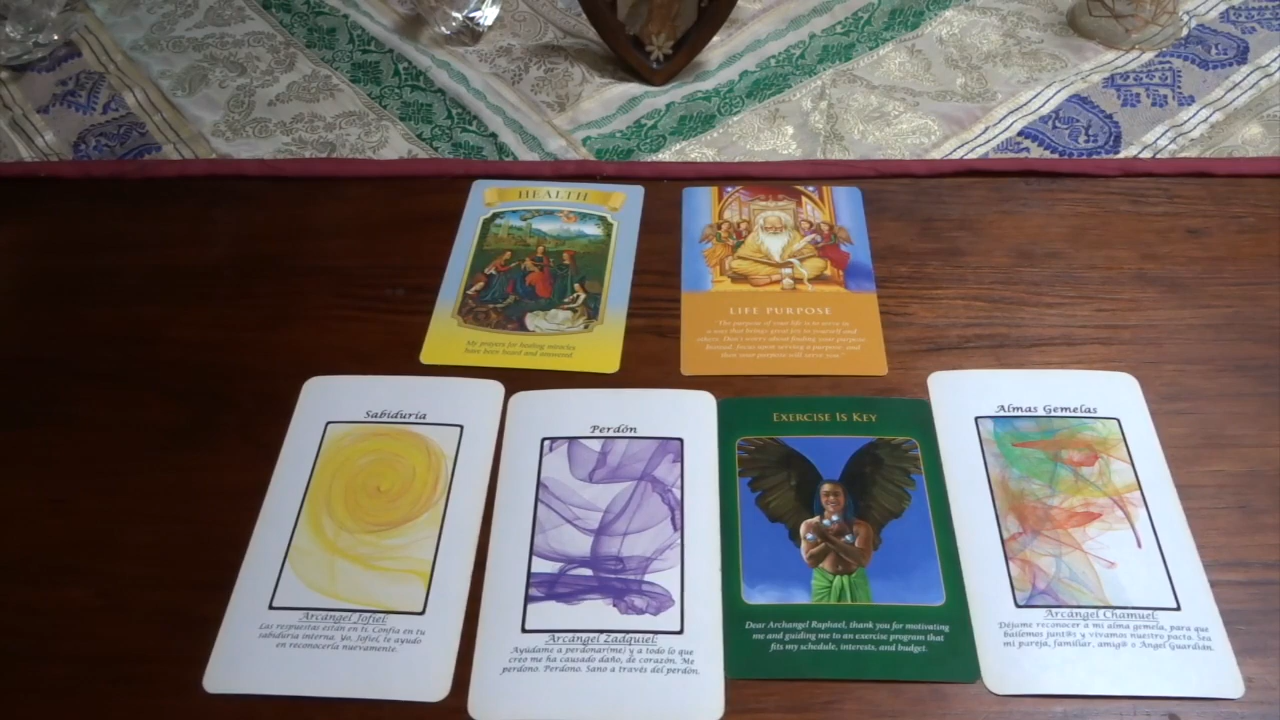 HEALTH
My prayers for healing miracles
have been heard and answered.
LIFE PURPOSE
"The purpose of your life is to serve in
a way that brings great joy to yourself and
others. Don't worry about finding your purpose.
Instead, focus upon serving a purpose, and
then your purpose will serve you."
Sabiduría
Arcángel Jofiel:
Las respuestas están en ti. Confía en tu
sabiduría interna. Yo, Jofiel, te ayudo
en reconocerla nuevamente.
Perdón
Arcángel Zadquiel:
Ayúdame a perdonar(me) y a todo lo que
creo me ha causado daño, de corazón. Me
perdono. Perdono. Sano a través del perdón.
EXERCISE IS KEY
Dear Archangel Raphael, thank you for motivating
me and guiding me to an exercise program that
fits my schedule, interests, and budget.
Almas Gemelas
Arcángel Chamuel:
Déjame reconocer a mi alma gemela, para que
bailemos junt@s y vivamos nuestro pacto. Sea
mi pareja, familiar, amig@ o Ángel Guardián.